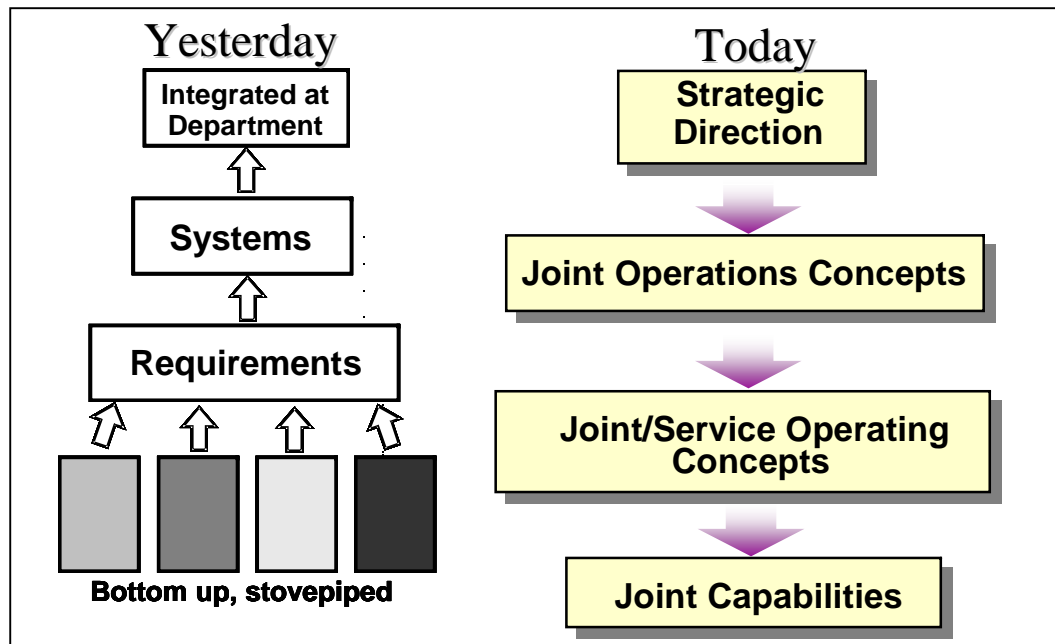 Yesterday
Integrated at
Department
Systems
Requirements
Bottom up, stovepiped
Today
Strategic
Direction
Joint Operations Concepts
Joint/Service Operating
Concepts
Joint Capabilities